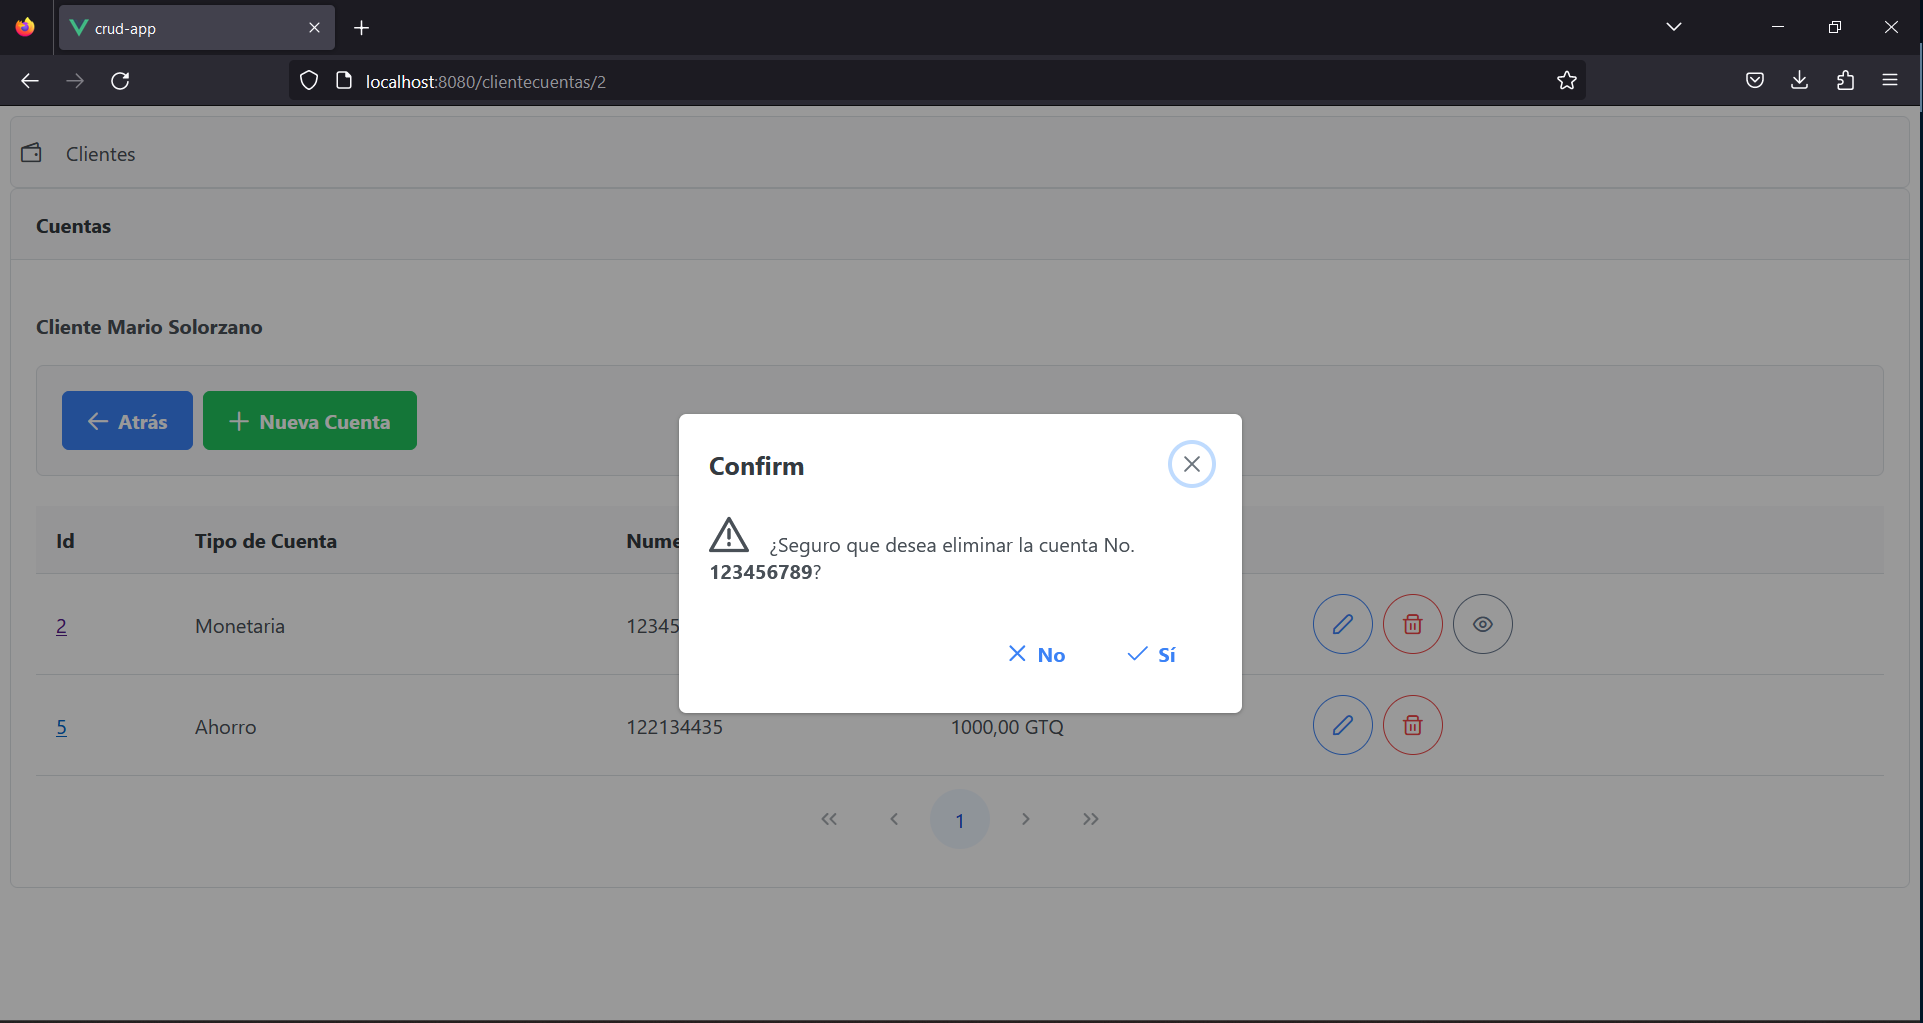 crud-app
localhost:8080/clientecuentas/2
Clientes
Cuentas
Cliente Mario Solorzano
Atrás
Nueva Cuenta
Confirm
¿Seguro que desea eliminar la cuenta No.
123456789?
No Sí
Id Tipo de Cuenta
2 Monetaria
5 Ahorro 122134435 1000,00 GTQ
1